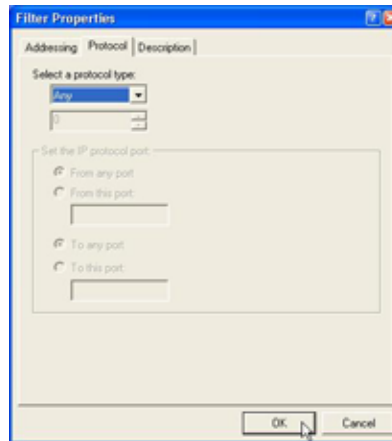 Filter Properties
Addressing Protocol Description
Select a protocol type:
Any
0
Set the IP protocol port:
From any port
From this port:
To any port
To this port:
OK Cancel